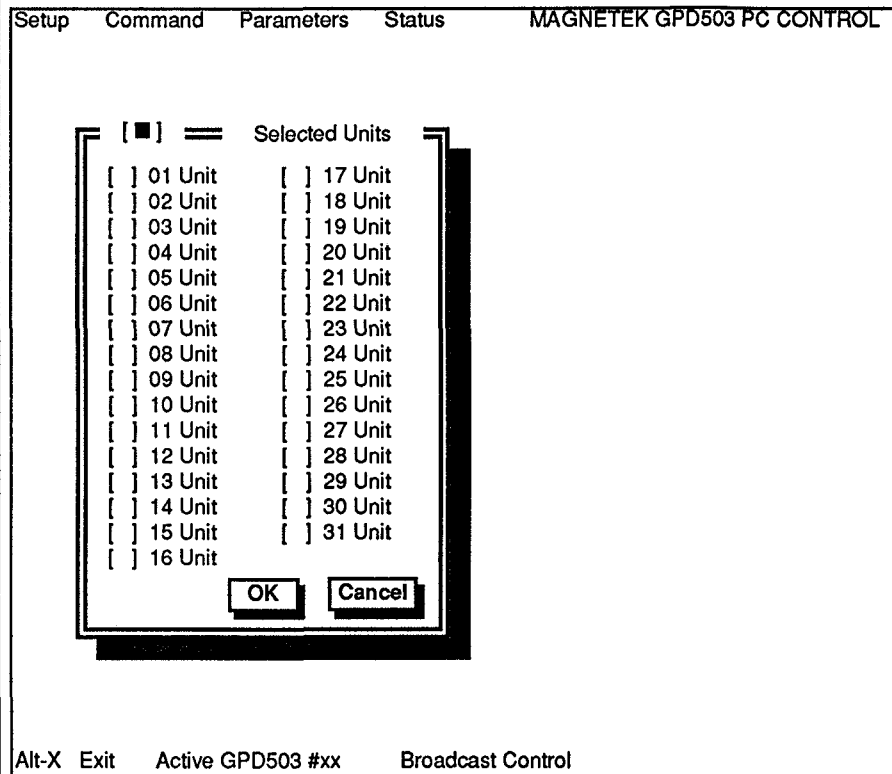 Setup Command Parameters Status MAGNETEK GPD503 PC CONTROL
[■] Selected Units
[ ] 01 Unit [ ] 17 Unit
[ ] 02 Unit [ ] 18 Unit
[ ] 03 Unit [ ] 19 Unit
[ ] 04 Unit [ ] 20 Unit
[ ] 05 Unit [ ] 21 Unit
[ ] 06 Unit [ ] 22 Unit
[ ] 07 Unit [ ] 23 Unit
[ ] 08 Unit [ ] 24 Unit
[ ] 09 Unit [ ] 25 Unit
[ ] 10 Unit [ ] 26 Unit
[ ] 11 Unit [ ] 27 Unit
[ ] 12 Unit [ ] 28 Unit
[ ] 13 Unit [ ] 29 Unit
[ ] 14 Unit [ ] 30 Unit
[ ] 15 Unit [ ] 31 Unit
[ ] 16 Unit
OK Cancel
Alt-X Exit Active GPD503 #xx Broadcast Control